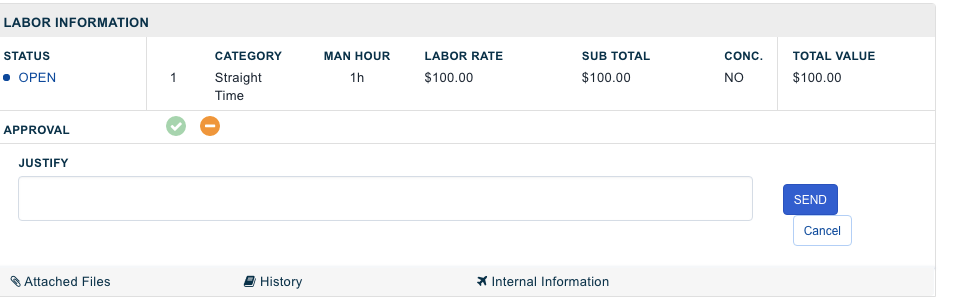 LABOR INFORMATION
STATUS CATEGORY MAN HOUR LABOR RATE SUB TOTAL CONC. TOTAL VALUE
OPEN 1 Straight 1h $100.00 $100.00 NO $100.00
Time
APPROVAL
JUSTIFY
SEND
Cancel
Attached Files History Internal Information